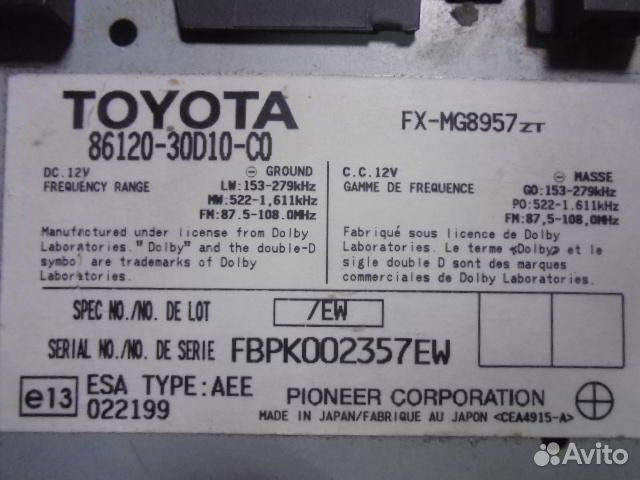 TOYOTA
86120-30D10-C0
FX-MG8957ZT
DC.12V ⊖ GROUND
FREQUENCY RANGE LW:153-279kHz
MW:522-1,611kHz
FM:87.5-108.0MHz
Manufactured under license from Dolby
Laboratories. "Dolby" and the double-D
symbol are trademarks of Dolby
Laboratories.
C.C.12V ⊖ MASSE
GAMME DE FREQUENCE GO:153-279kHz
PO:522-1.611kHz
FM:87,5-108,0MHz
Fabriqué sous licence de Dolby
Laboratories. Le terme «Dolby» et le
sigle double D sont des marques
commerciales de Dolby Laboratories.
SPEC NO./NO. DE LOT /EW
SERIAL NO./NO. DE SERIE FBPK002357EW
e13 ESA TYPE:AEE
022199
PIONEER CORPORATION
MADE IN JAPAN/FABRIQUE AU JAPON <CEA4915-A>
Avito